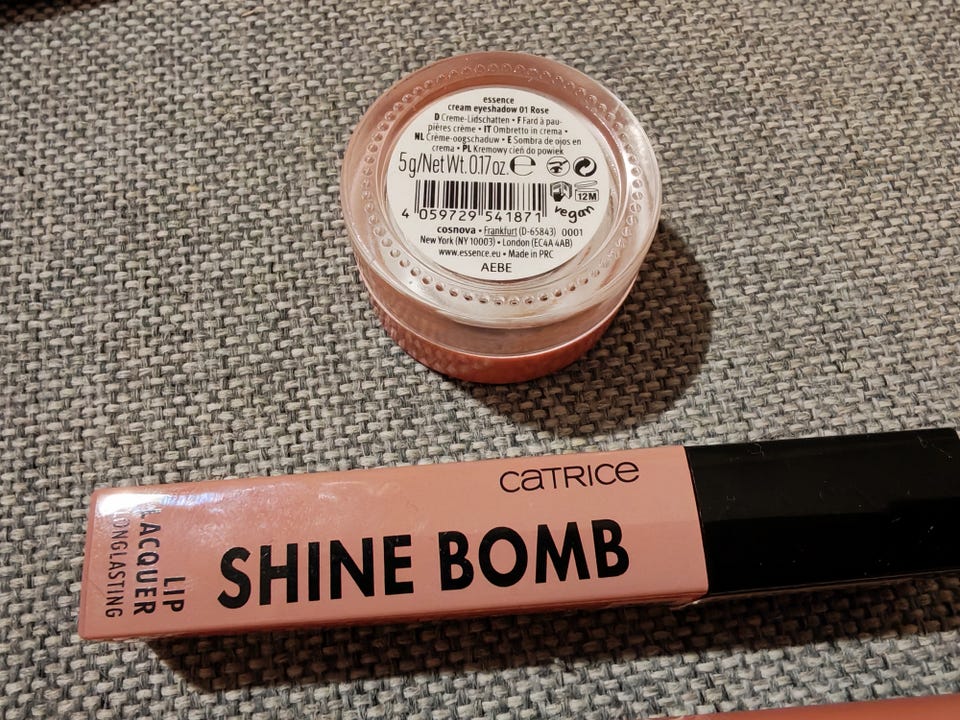 essence
cream eyeshadow 01 Rose
D Creme-Lidschatten • F Fard à pau-
pières crème • IT Ombretto in crema •
NL Crème-oogschaduw • E Sombra de ojos en
crema • PL Kremowy cień do powiek
5g/Net Wt. 0.17oz. e
12M
vegan
4 059729 541871
cosnova • Frankfurt (D-65843) 0001
New York (NY 10003) • London (EC4A 4AB)
www.essence.eu • Made in PRC
AEBE
CATRICE
SHINE BOMB
LIP
LACQUER
LONGLASTING